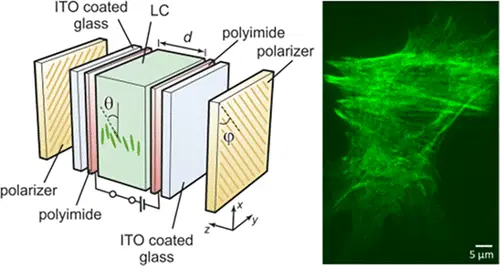 ITO coated
glass
LC
d
polyimide
polarizer
θ
φ
polarizer
polyimide
ITO coated
glass
x
y
z
5 μm